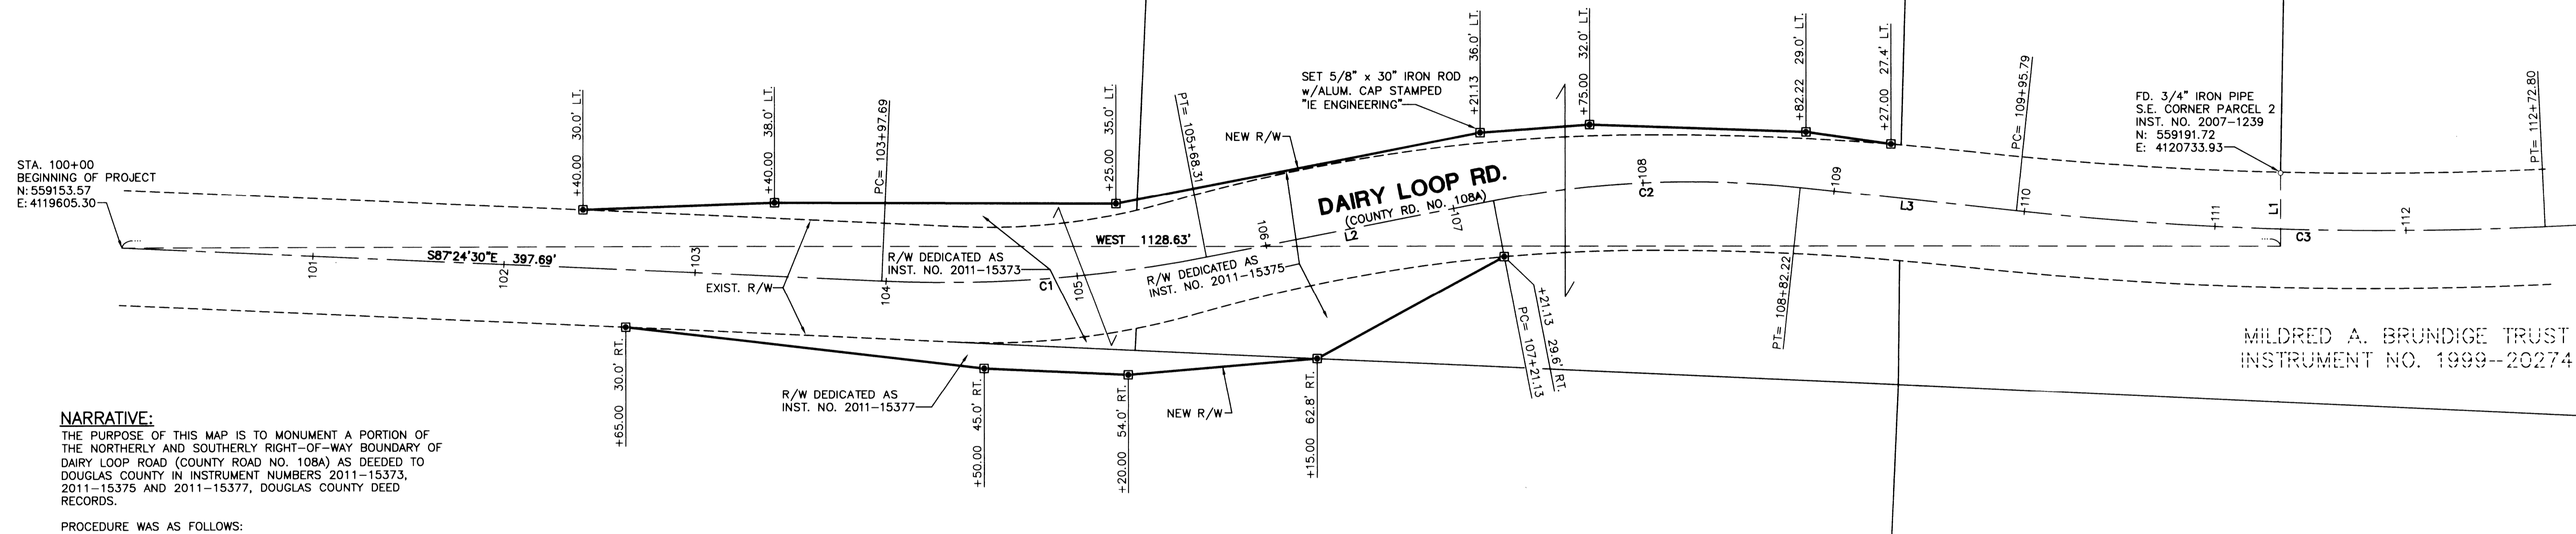 STA. 100+00
BEGINNING OF PROJECT
N: 559153.57
E: 4119605.30
+40.00 30.0' LT.
+40.00 38.0' LT.
PC= 103+97.69
+25.00 35.0' LT.
PT= 105+68.31
NEW R/W
SET 5/8" x 30" IRON ROD
w/ALUM. CAP STAMPED
"IE ENGINEERING"
+21.13 36.0' LT.
+75.00 32.0' LT.
+82.22 29.0' LT.
+27.00 27.4' LT.
PC= 109+95.79
FD. 3/4" IRON PIPE
S.E. CORNER PARCEL 2
INST. NO. 2007-1239
N: 559191.72
E: 4120733.93
PT= 112+72.80
DAIRY LOOP RD.
(COUNTY RD. NO. 108A)
WEST 1128.63'
S87°24'30"E 397.69'
101
102
103
104
105
106
107
108
109
110
111
112
C1
L2
C2
L3
L1
C3
EXIST. R/W
R/W DEDICATED AS
INST. NO. 2011-15373
R/W DEDICATED AS
INST. NO. 2011-15375
+21.13 29.6' RT.
PC= 107+21.13
PT= 108+82.22
MILDRED A. BRUNDIGE TRUST
INSTRUMENT NO. 1999--20274
+65.00 30.0' RT.
R/W DEDICATED AS
INST. NO. 2011-15377
+50.00 45.0' RT.
+20.00 54.0' RT.
NEW R/W
+15.00 62.8' RT.
NARRATIVE:
THE PURPOSE OF THIS MAP IS TO MONUMENT A PORTION OF
THE NORTHERLY AND SOUTHERLY RIGHT-OF-WAY BOUNDARY OF
DAIRY LOOP ROAD (COUNTY ROAD NO. 108A) AS DEEDED TO
DOUGLAS COUNTY IN INSTRUMENT NUMBERS 2011-15373,
2011-15375 AND 2011-15377, DOUGLAS COUNTY DEED
RECORDS.
PROCEDURE WAS AS FOLLOWS: